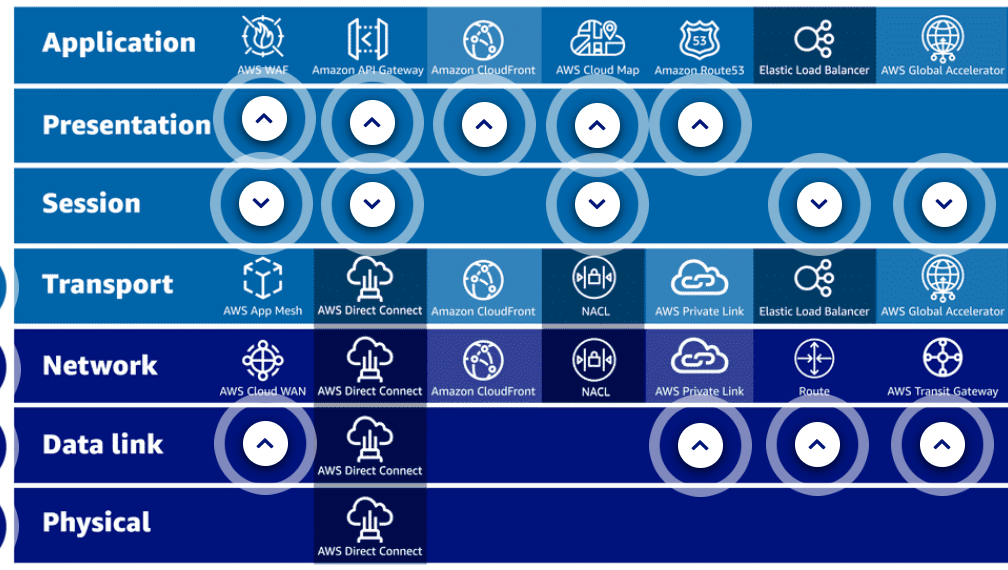 Application
AWS WAF Amazon API Gateway Amazon CloudFront AWS Cloud Map Amazon Route53 Elastic Load Balancer AWS Global Accelerator
53
Presentation
Session
Transport
AWS App Mesh AWS Direct Connect Amazon CloudFront NACL AWS Private Link Elastic Load Balancer AWS Global Accelerator
Network
AWS Cloud WAN AWS Direct Connect Amazon CloudFront NACL AWS Private Link Route AWS Transit Gateway
Data link
AWS Direct Connect
Physical
AWS Direct Connect